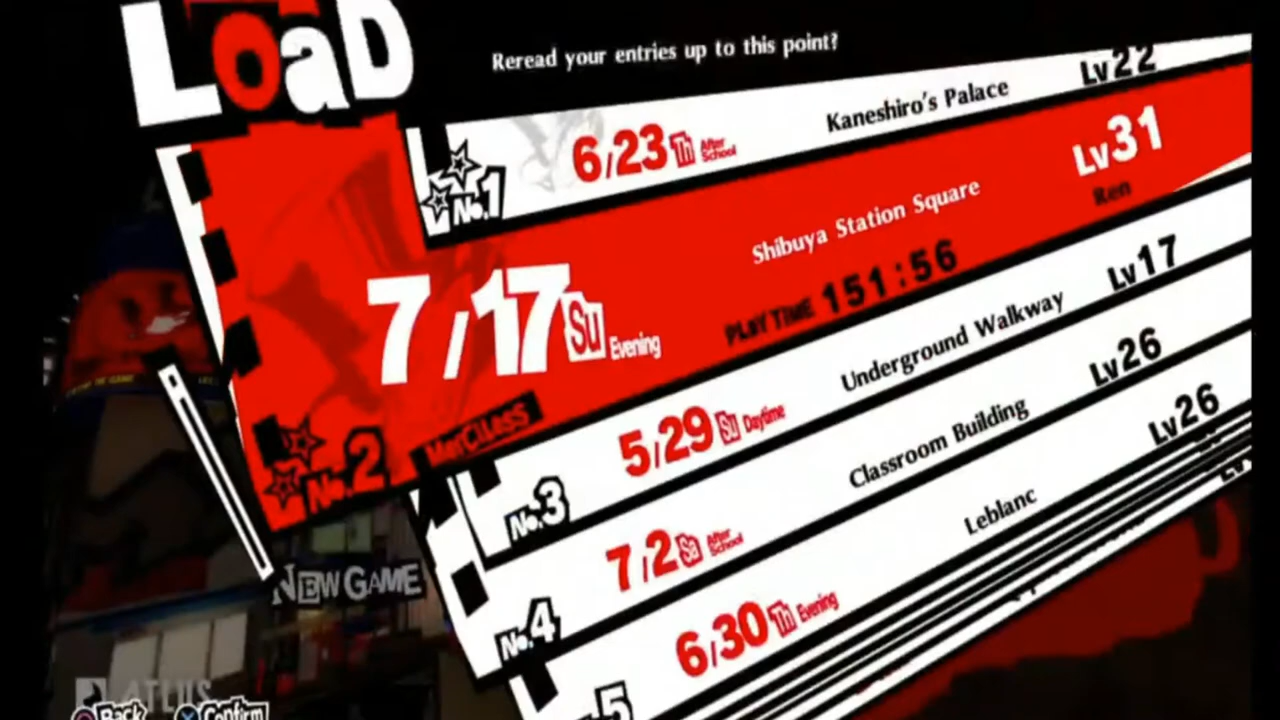 LoaD
Reread your entries up to this point?
No.1 6/23 Th After School Kaneshiro's Palace Lv22
No.2 7/17 Su Evening Shibuya Station Square Lv31
Ren
PLAY TIME 151:56
MerCiLesS
No.3 5/29 Su Daytime Underground Walkway Lv17
No.4 7/2 Sa After School Classroom Building Lv26
5 6/30 Th Evening Leblanc Lv26
NEW GAME
ATLUS
Back Confirm